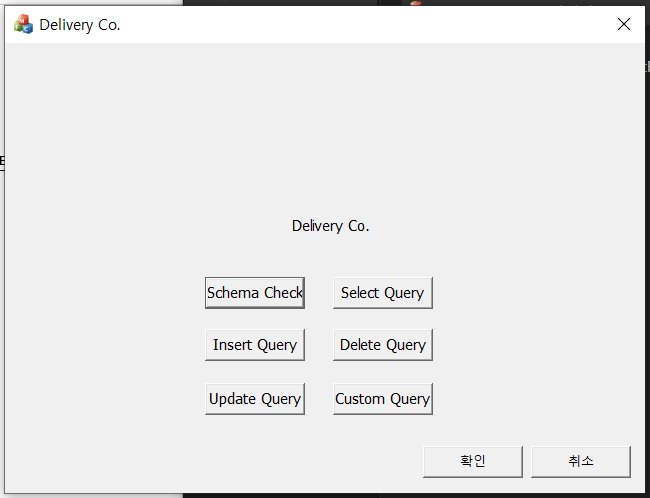 Delivery Co.
Delivery Co.
Schema Check Select Query
Insert Query Delete Query
Update Query Custom Query
확인 취소